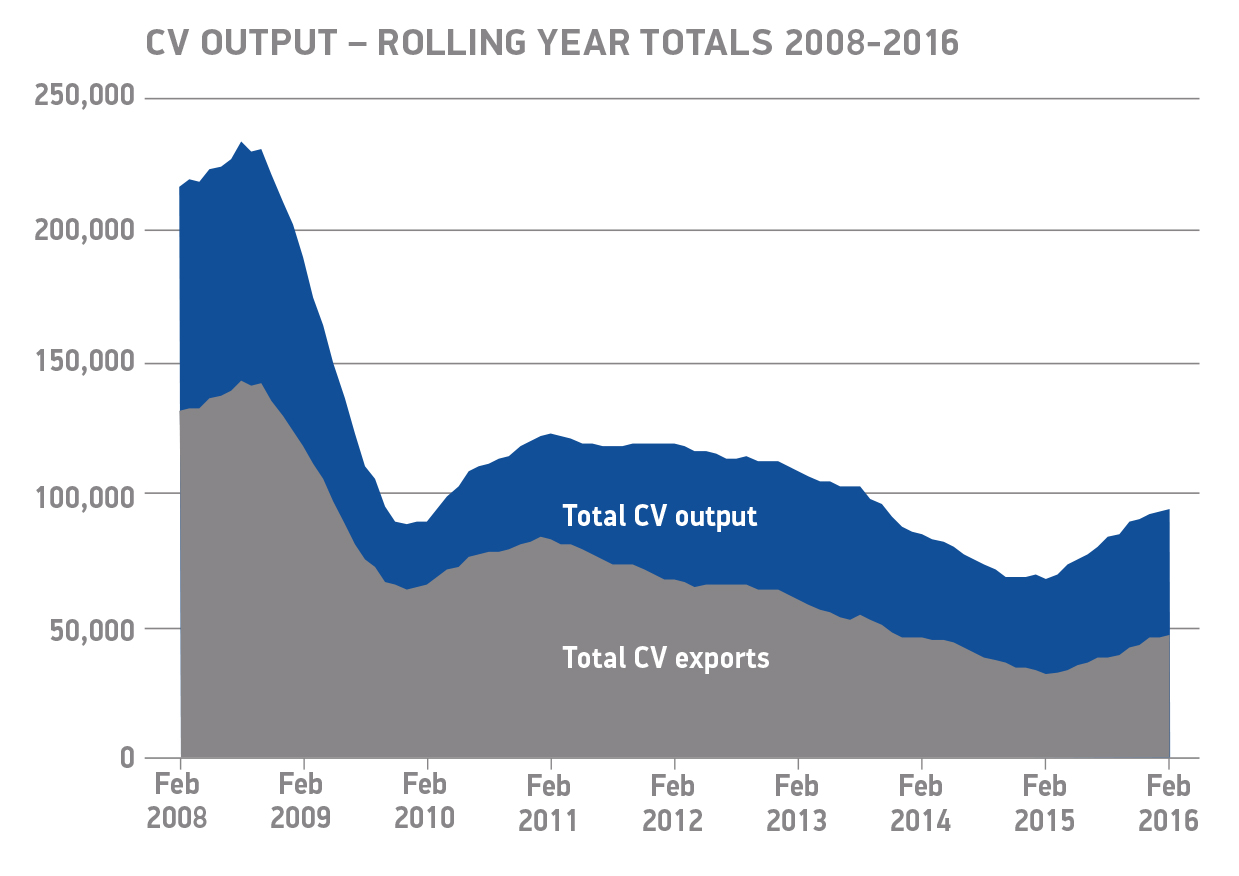 CV OUTPUT – ROLLING YEAR TOTALS 2008-2016
250,000
200,000
150,000
100,000
50,000
0
Total CV output
Total CV exports
Feb
2008
Feb
2009
Feb
2010
Feb
2011
Feb
2012
Feb
2013
Feb
2014
Feb
2015
Feb
2016